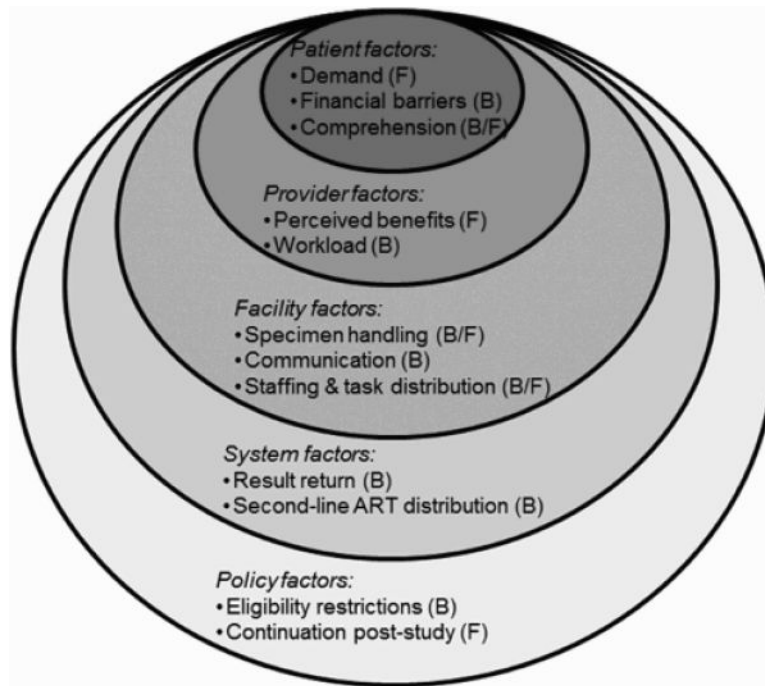 Patient factors:
•Demand (F)
•Financial barriers (B)
•Comprehension (B/F)
Provider factors:
•Perceived benefits (F)
•Workload (B)
Facility factors:
•Specimen handling (B/F)
•Communication (B)
•Staffing & task distribution (B/F)
System factors:
•Result return (B)
•Second-line ART distribution (B)
Policy factors:
•Eligibility restrictions (B)
•Continuation post-study (F)